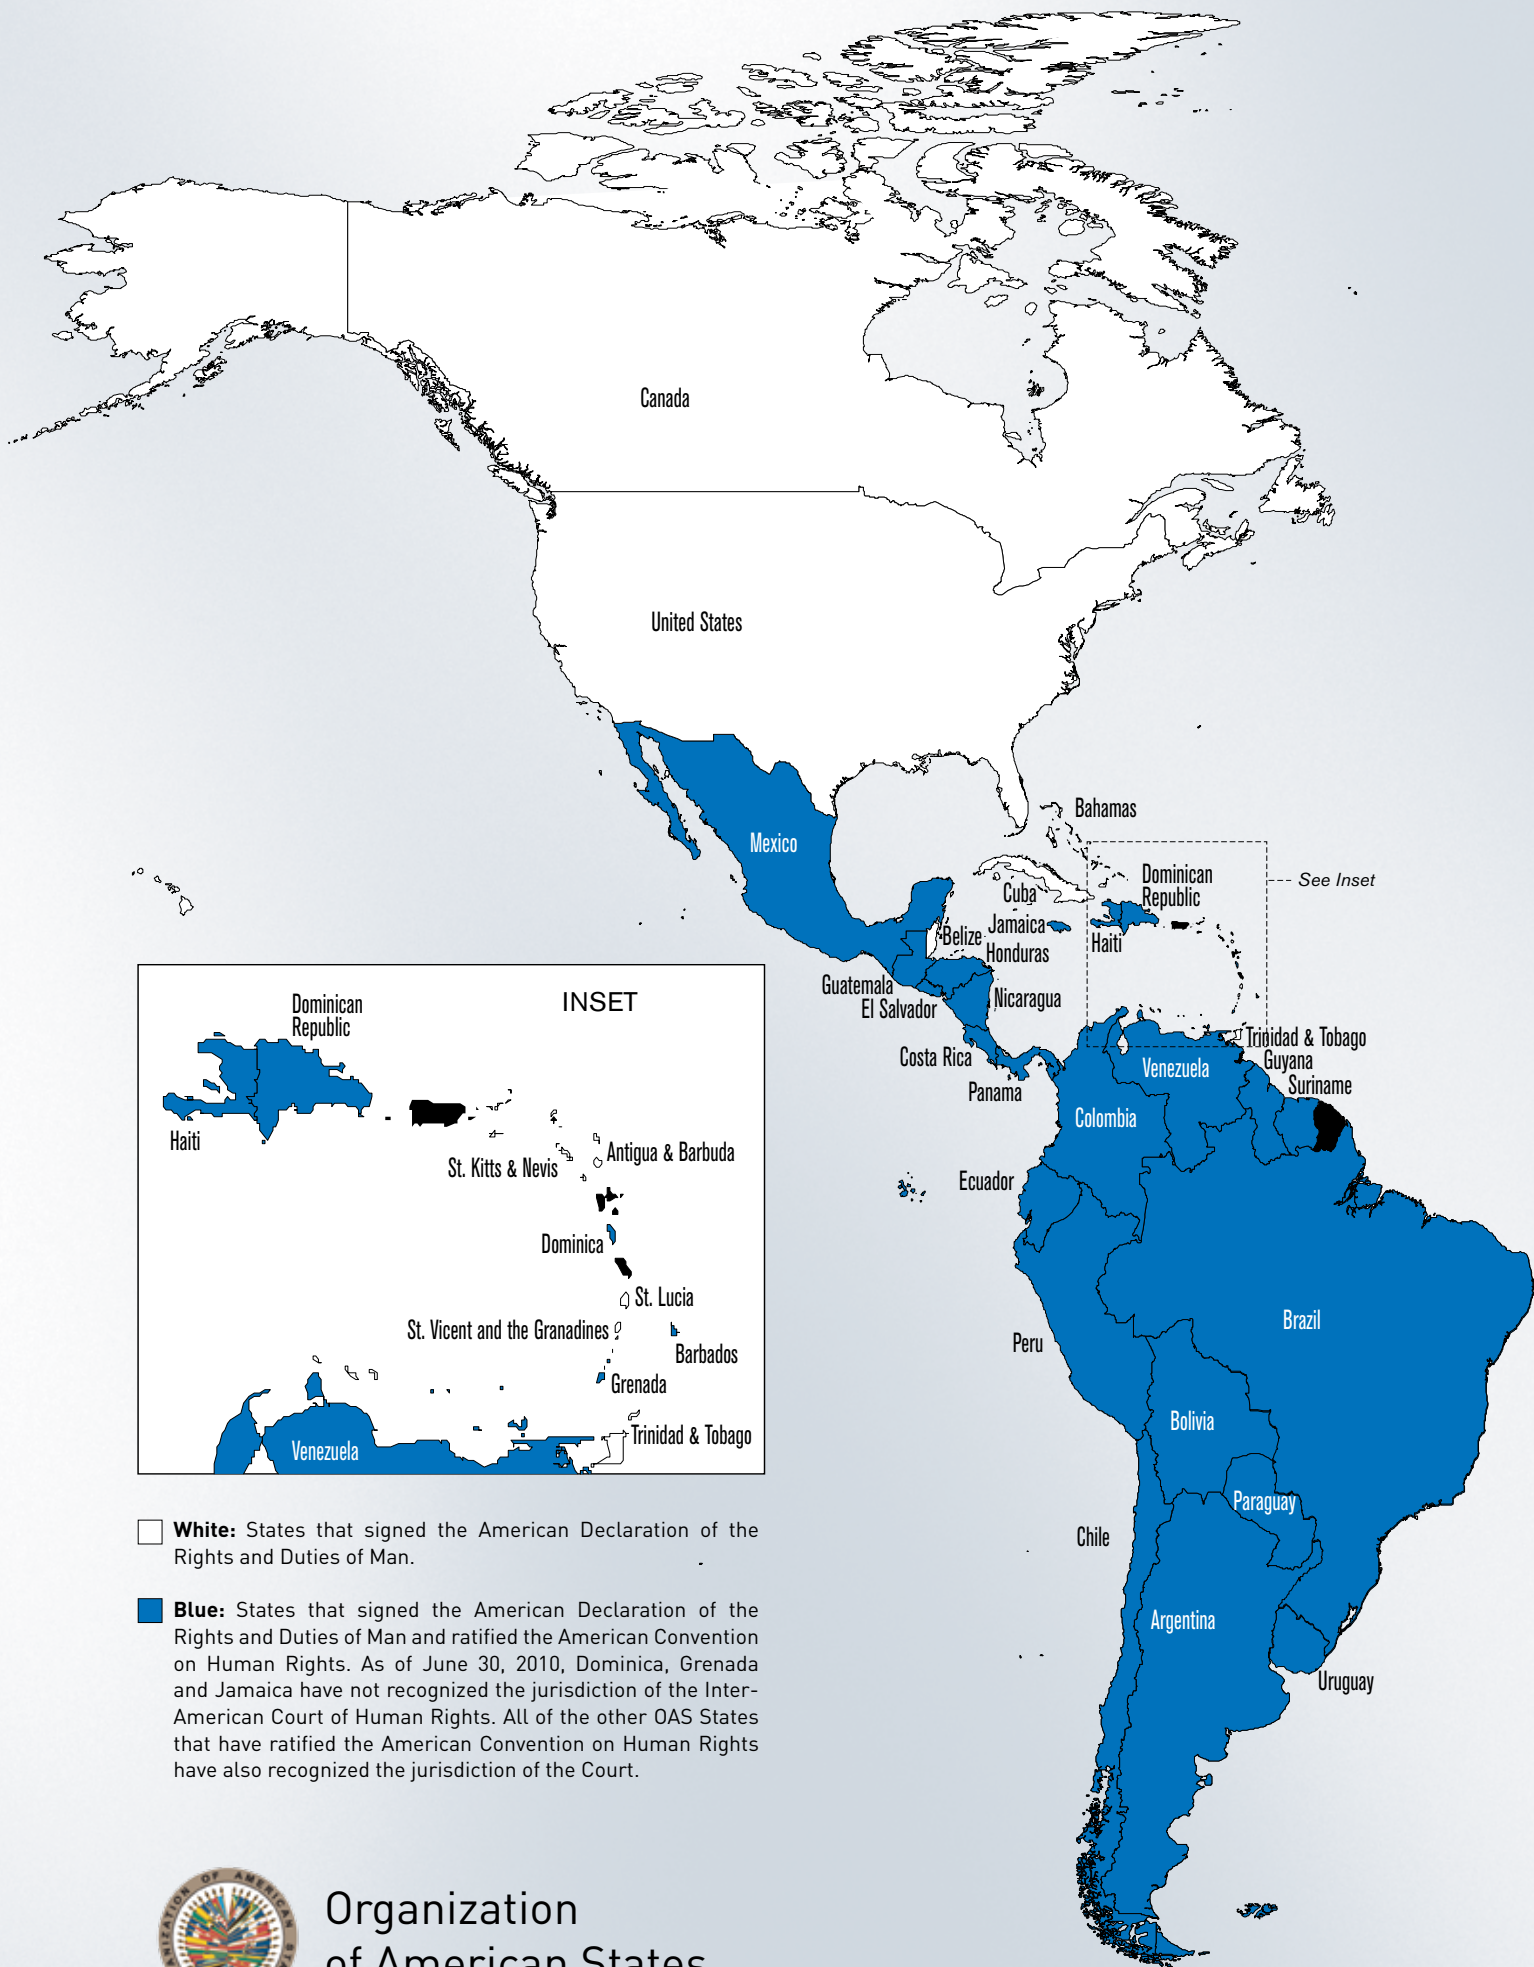 Canada
United States
Mexico
Bahamas
Cuba
Dominican
Republic
See Inset
Jamaica
Haiti
Belize
Honduras
Guatemala
El Salvador
Nicaragua
Costa Rica
Panama
Trinidad & Tobago
Guyana
Suriname
Venezuela
Colombia
Ecuador
Peru
Brazil
Bolivia
Paraguay
Chile
Argentina
Uruguay
INSET
Dominican
Republic
Haiti
St. Kitts & Nevis
Antigua & Barbuda
Dominica
St. Lucia
St. Vicent and the Granadines
Barbados
Grenada
Trinidad & Tobago
Venezuela
White: States that signed the American Declaration of the
Rights and Duties of Man.
Blue: States that signed the American Declaration of the
Rights and Duties of Man and ratified the American Convention
on Human Rights. As of June 30, 2010, Dominica, Grenada
and Jamaica have not recognized the jurisdiction of the Inter-
American Court of Human Rights. All of the other OAS States
that have ratified the American Convention on Human Rights
have also recognized the jurisdiction of the Court.
OF AMERICAN
Organization
of American States